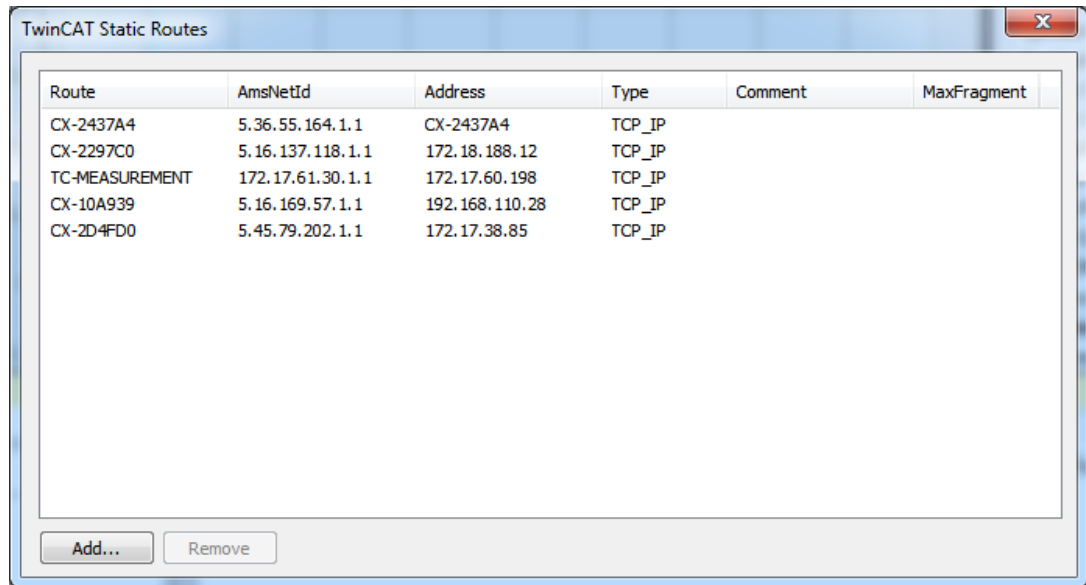 TwinCAT Static Routes
Route AmsNetId Address Type Comment MaxFragment
CX-2437A4 5.36.55.164.1.1 CX-2437A4 TCP_IP
CX-2297C0 5.16.137.118.1.1 172.18.188.12 TCP_IP
TC-MEASUREMENT 172.17.61.30.1.1 172.17.60.198 TCP_IP
CX-10A939 5.16.169.57.1.1 192.168.110.28 TCP_IP
CX-2D4FD0 5.45.79.202.1.1 172.17.38.85 TCP_IP
Add... Remove